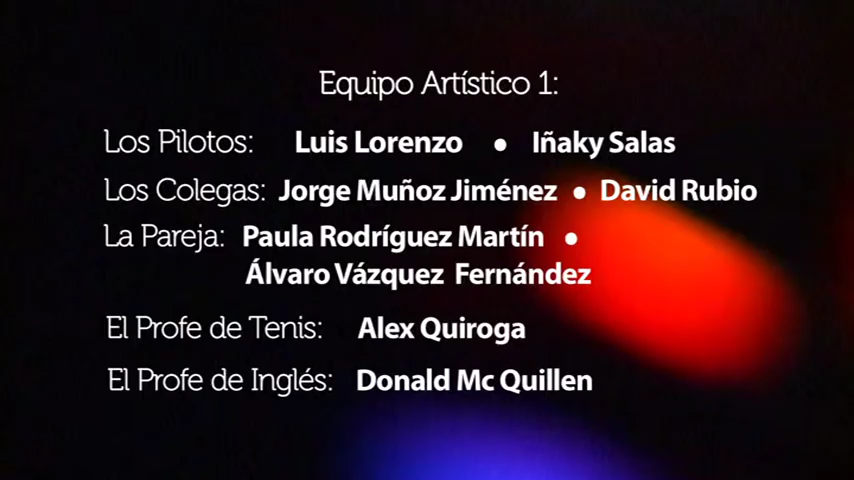 Equipo Artístico 1:
Los Pilotos: Luis Lorenzo • Iñaky Salas
Los Colegas: Jorge Muñoz Jiménez • David Rubio
La Pareja: Paula Rodríguez Martín •
Álvaro Vázquez Fernández
El Profe de Tenis: Alex Quiroga
El Profe de Inglés: Donald Mc Quillen